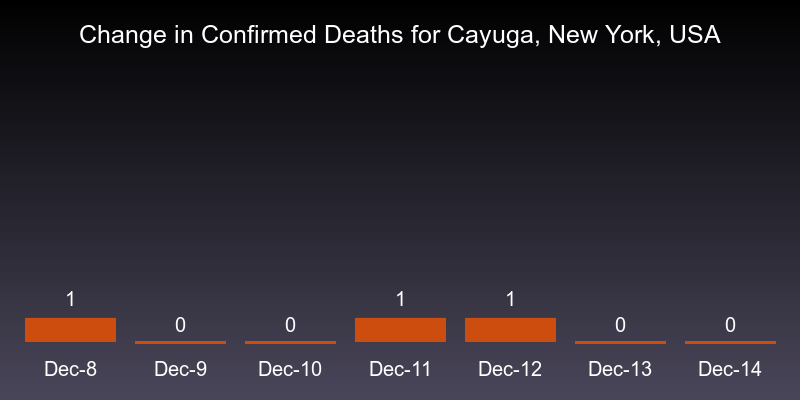 Change in Confirmed Deaths for Cayuga, New York, USA
1 0 0 1 1 0 0
Dec-8 Dec-9 Dec-10 Dec-11 Dec-12 Dec-13 Dec-14